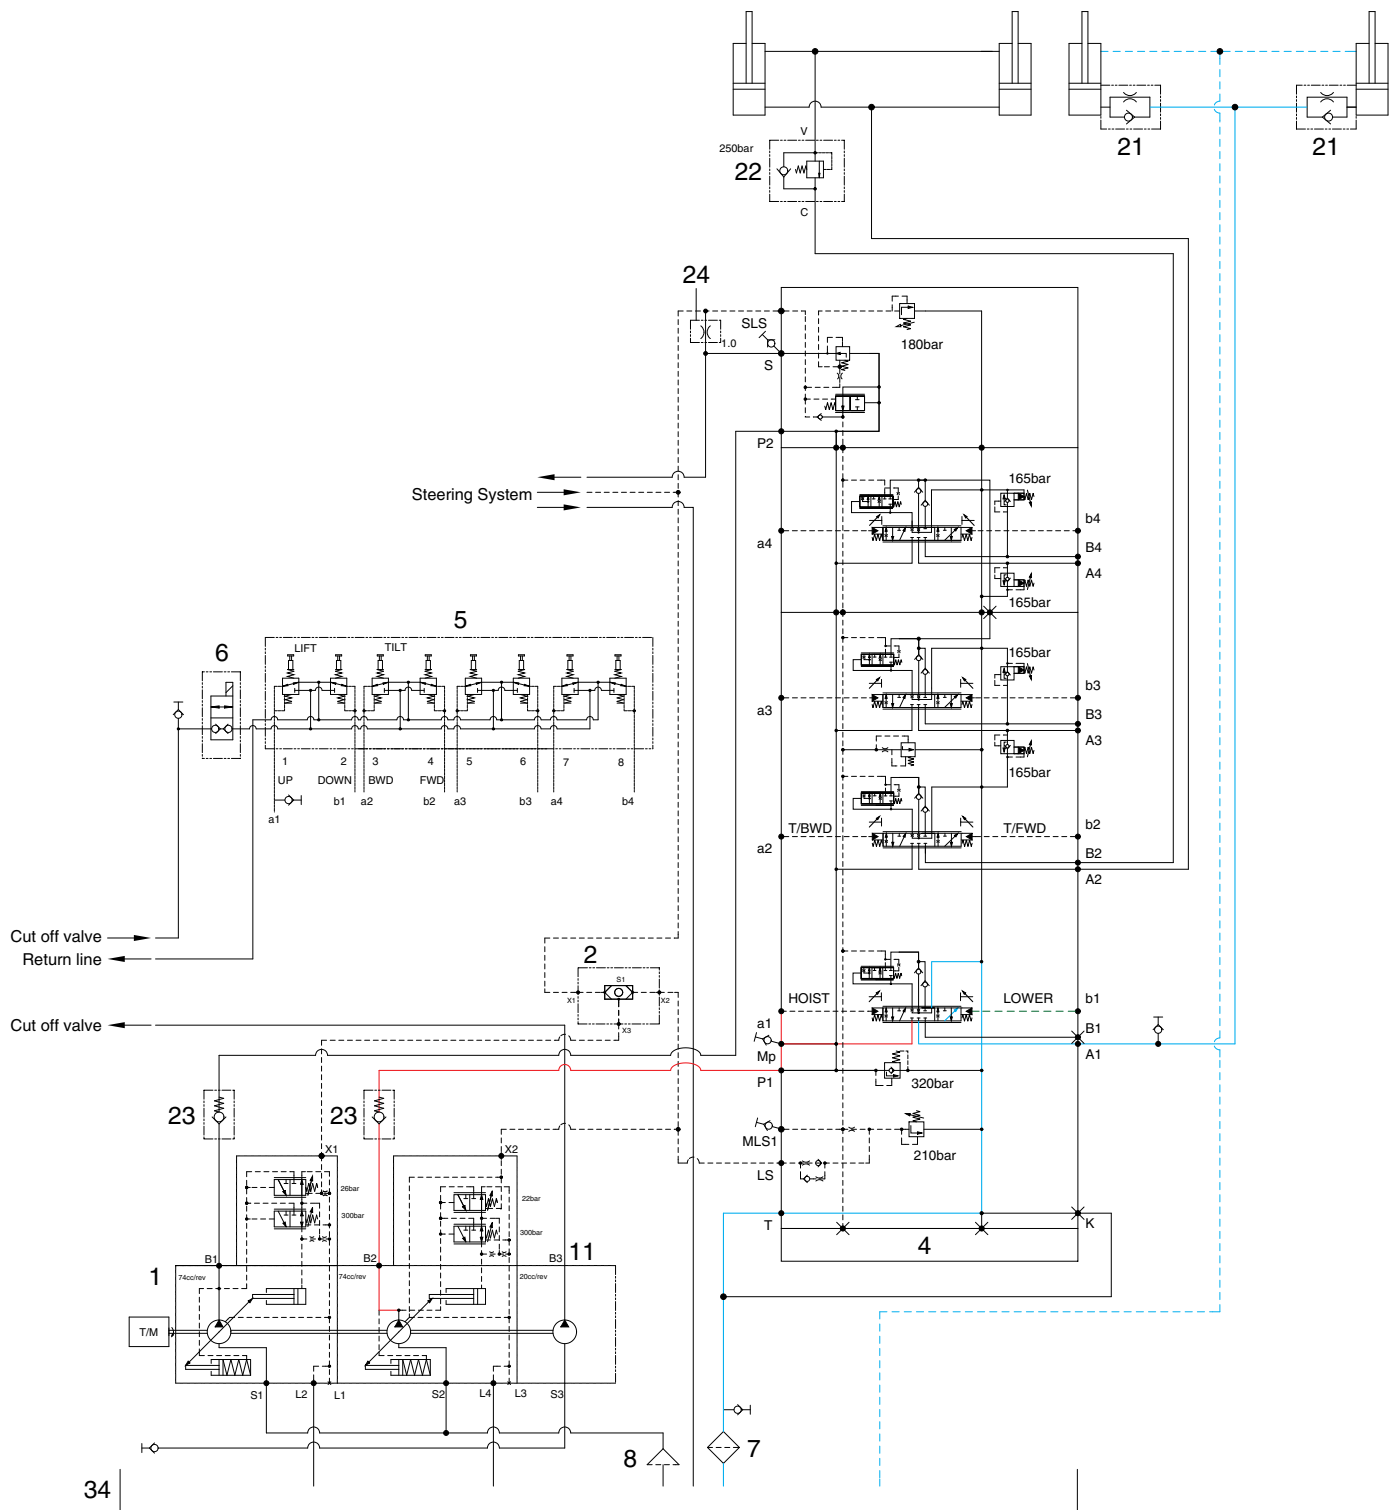 21
21
V
250bar
22
C
24
SLS
1.0
180bar
S
P2
Steering System
165bar
b4
a4
B4
A4
165bar
5
6
LIFT
TILT
165bar
b3
a3
B3
A3
165bar
1 2 3 4 5 6 7 8
UP DOWN BWD FWD
a1 b1 a2 b2 a3 b3 a4 b4
T/BWD
T/FWD
b2
a2
B2
A2
Cut off valve
Return line
2
S1
X1
X2
X3
HOIST
LOWER
b1
a1
Cut off valve
B1
Mp
A1
P1
320bar
23
23
MLS1
210bar
LS
X1
X2
26bar
22bar
300bar
300bar
T
K
4
B1
B2
B3
11
1
74cc/rev
74cc/rev
20cc/rev
T/M
S1
L2
L1
S2
L4
L3
S3
8
7
34